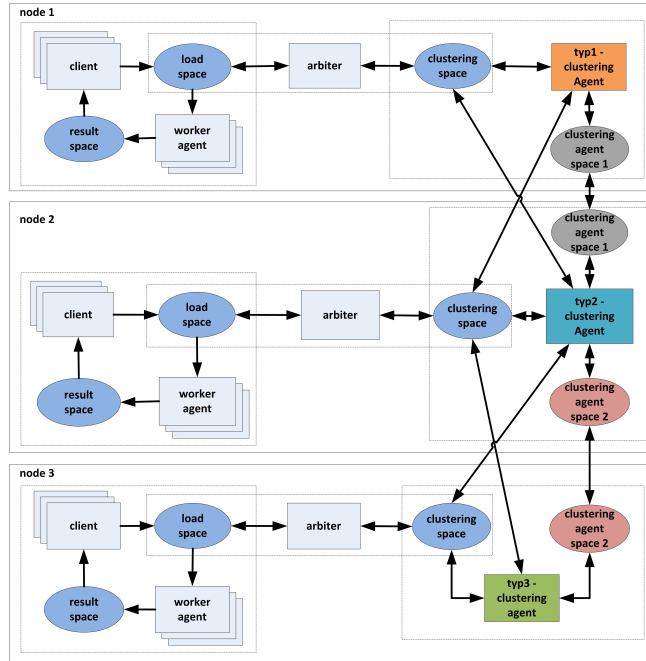 node 1
client
load
space
arbiter
clustering
space
typ1 -
clustering
Agent
result
space
worker
agent
clustering
agent
space 1
node 2
clustering
agent
space 1
client
load
space
arbiter
clustering
space
typ2 -
clustering
Agent
result
space
worker
agent
clustering
agent
space 2
node 3
client
load
space
arbiter
clustering
space
clustering
agent
space 2
result
space
worker
agent
typ3 -
clustering
agent